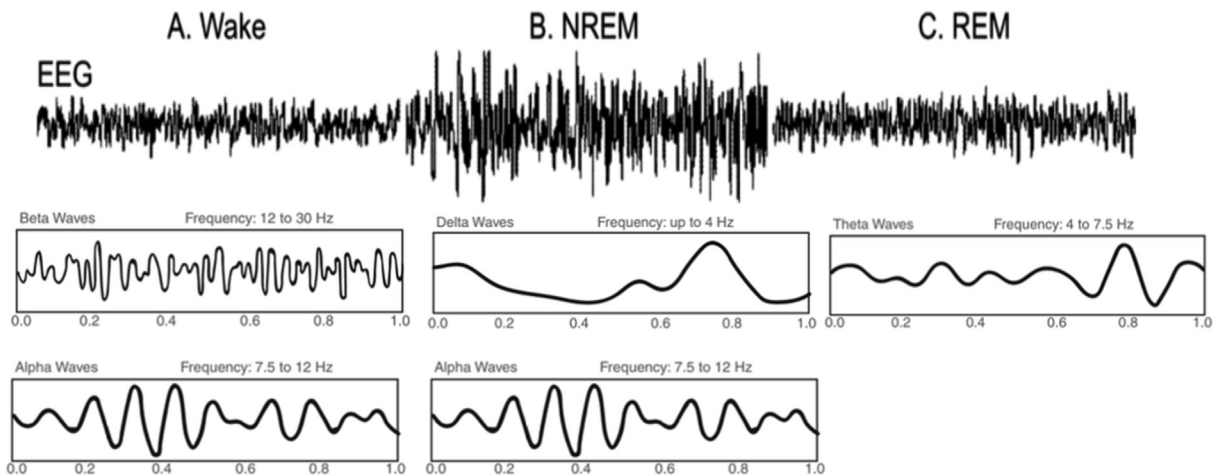 A. Wake
B. NREM
C. REM
EEG
Beta Waves Frequency: 12 to 30 Hz
0.0 0.2 0.4 0.6 0.8 1.0
Delta Waves Frequency: up to 4 Hz
0.0 0.2 0.4 0.6 0.8 1.0
Theta Waves Frequency: 4 to 7.5 Hz
0.0 0.2 0.4 0.6 0.8 1.0
Alpha Waves Frequency: 7.5 to 12 Hz
0.0 0.2 0.4 0.6 0.8 1.0
Alpha Waves Frequency: 7.5 to 12 Hz
0.0 0.2 0.4 0.6 0.8 1.0